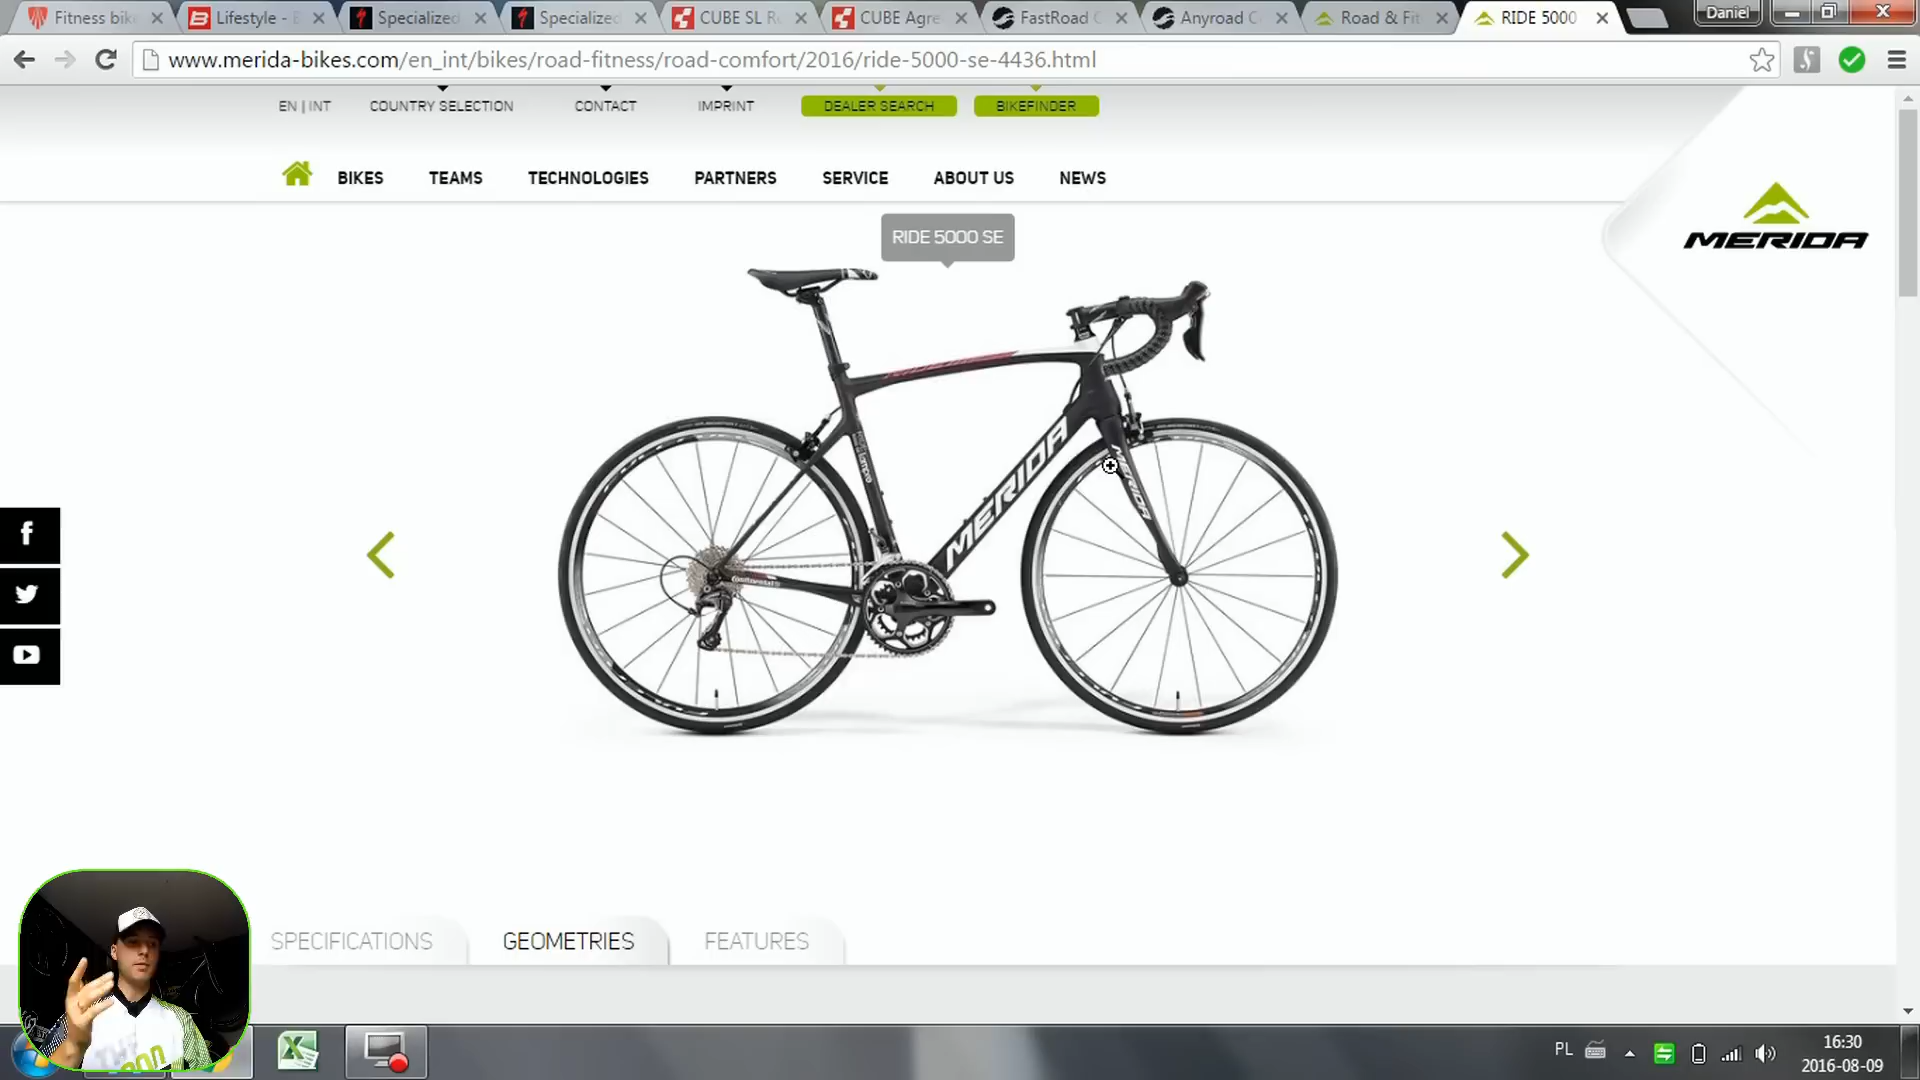 Fitness bik
Lifestyle - B
Specialized
Specialized
CUBE SL R
CUBE Agre
FastRoad C
Anyroad C
Road & Fit
RIDE 5000
Daniel
www.merida-bikes.com/en_int/bikes/road-fitness/road-comfort/2016/ride-5000-se-4436.html
EN | INT
COUNTRY SELECTION
CONTACT
IMPRINT
DEALER SEARCH
BIKEFINDER
BIKES
TEAMS
TECHNOLOGIES
PARTNERS
SERVICE
ABOUT US
NEWS
MERIDA
RIDE 5000 SE
MERIDA
MERIDA
Lampre
Continental
SPECIFICATIONS
GEOMETRIES
FEATURES
PL
16:30
2016-08-09